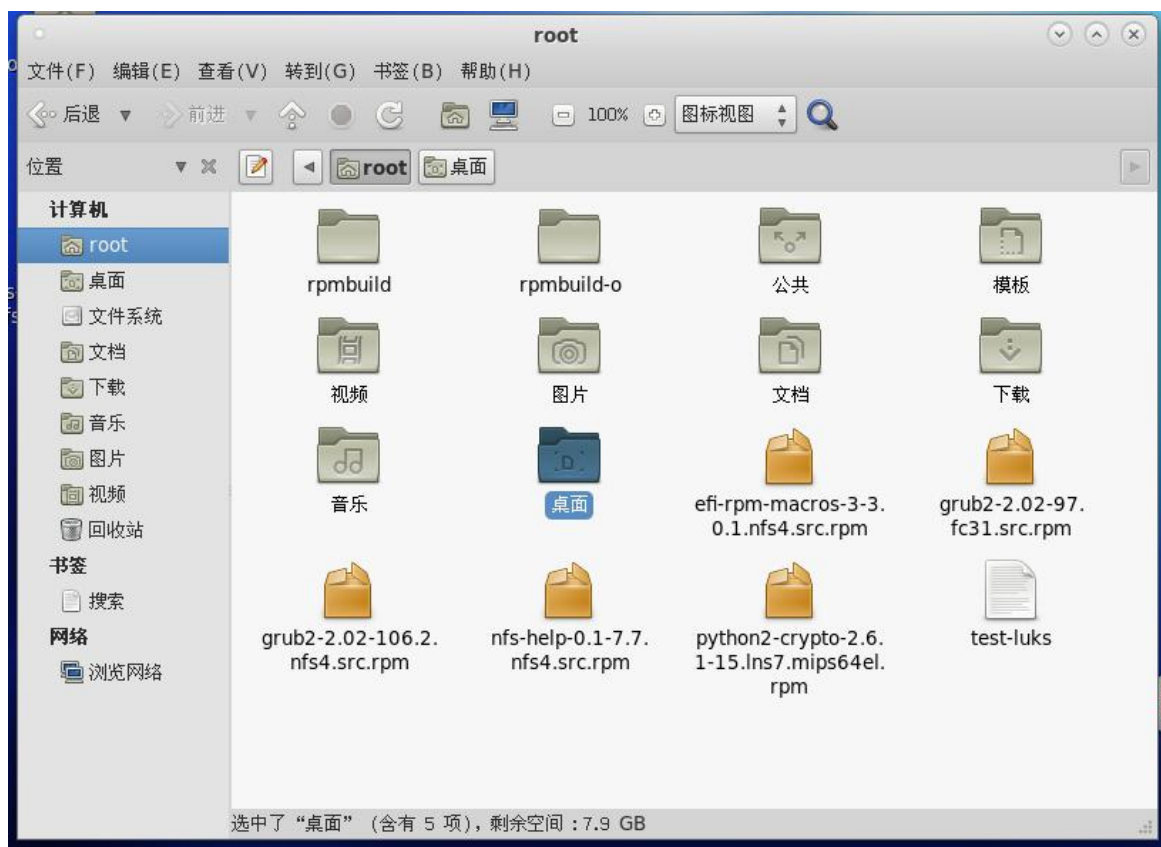 root
文件(F) 编辑(E) 查看(V) 转到(G) 书签(B) 帮助(H)
后退 前进 100% 图标视图
位置 root 桌面
计算机
root
桌面
文件系统
文档
下载
音乐
图片
视频
回收站
书签
搜索
网络
浏览网络
rpmbuild rpmbuild-o 公共 模板
视频 图片 文档 下载
音乐 桌面 efi-rpm-macros-3-3. grub2-2.02-97.
0.1.nfs4.src.rpm fc31.src.rpm
grub2-2.02-106.2. nfs-help-0.1-7.7. python2-crypto-2.6. test-luks
nfs4.src.rpm nfs4.src.rpm 1-15.lns7.mips64el.
rpm
选中了“桌面” (含有 5 项),剩余空间:7.9 GB